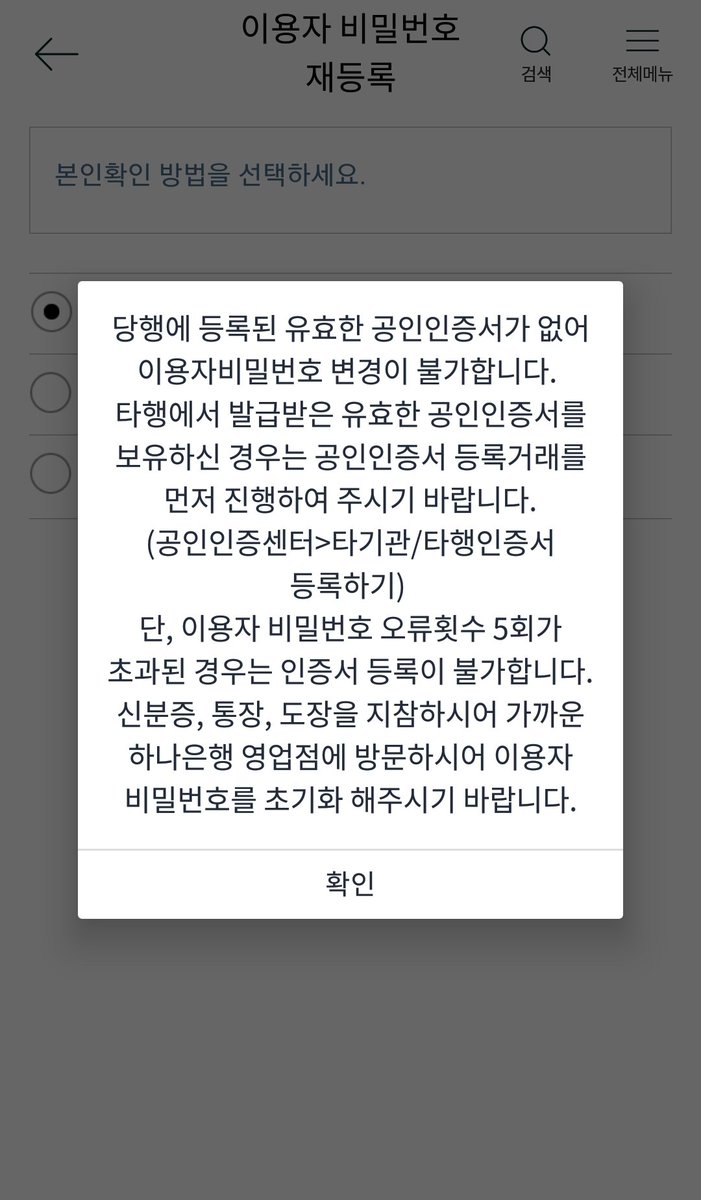 이용자 비밀번호
재등록
검색
전체메뉴
본인확인 방법을 선택하세요.
당행에 등록된 유효한 공인인증서가 없어
이용자비밀번호 변경이 불가합니다.
타행에서 발급받은 유효한 공인인증서를
보유하신 경우는 공인인증서 등록거래를
먼저 진행하여 주시기 바랍니다.
(공인인증센터>타기관/타행인증서
등록하기)
단, 이용자 비밀번호 오류횟수 5회가
초과된 경우는 인증서 등록이 불가합니다.
신분증, 통장, 도장을 지참하시어 가까운
하나은행 영업점에 방문하시어 이용자
비밀번호를 초기화 해주시기 바랍니다.
확인